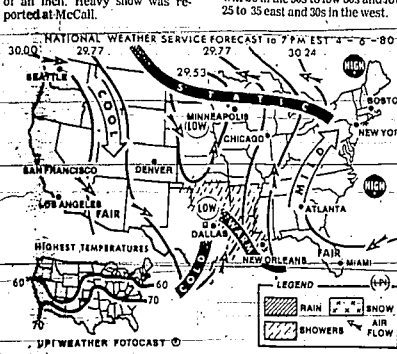 of an inch. Heavy snow was re-
ported at McCall.
25 to 35 east and 30s in the west.
NATIONAL WEATHER SERVICE FORECAST to 7 PM EST 4-6-80
30.00 29.77 29.77 30.24
29.53
HIGH
SEATTLE
COOL
STATIC
BOSTON
MINNEAPOLIS
LOW
NEW YORK
CHICAGO
SAN FRANCISCO
DENVER
MILD
HIGH
LOS ANGELES
FAIR
LOW
DALLAS
WARM
ATLANTA
COLD
NEW ORLEANS
FAIR
MIAMI
HIGHEST TEMPERATURES
60
60
70
70
LEGEND
UPI
RAIN
SNOW
SHOWERS
AIR FLOW
UPI WEATHER FOTOCAST